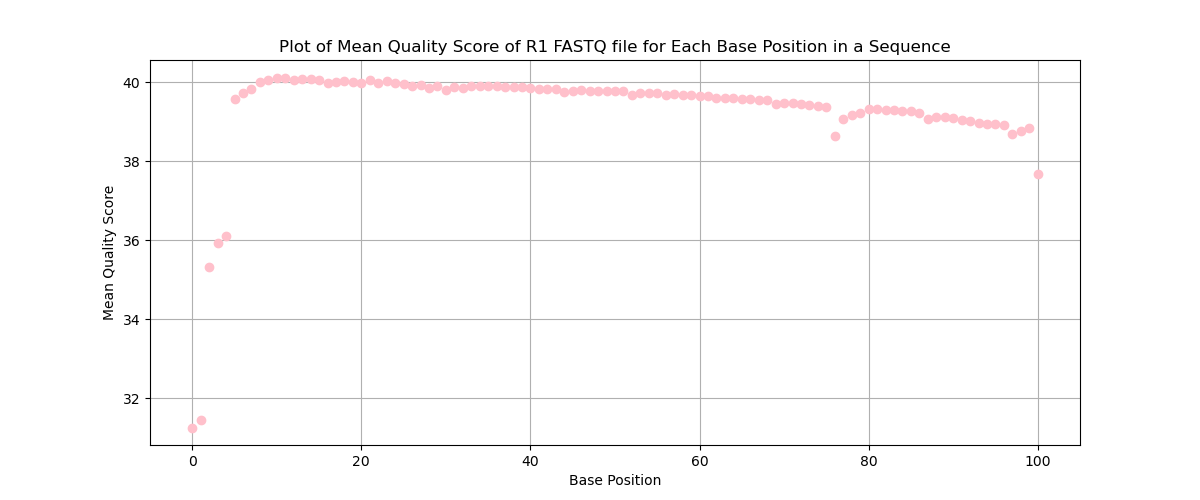 Plot of Mean Quality Score of R1 FASTQ file for Each Base Position in a Sequence
Mean Quality Score
40
38
36
34
32
0 20 40 60 80 100
Base Position